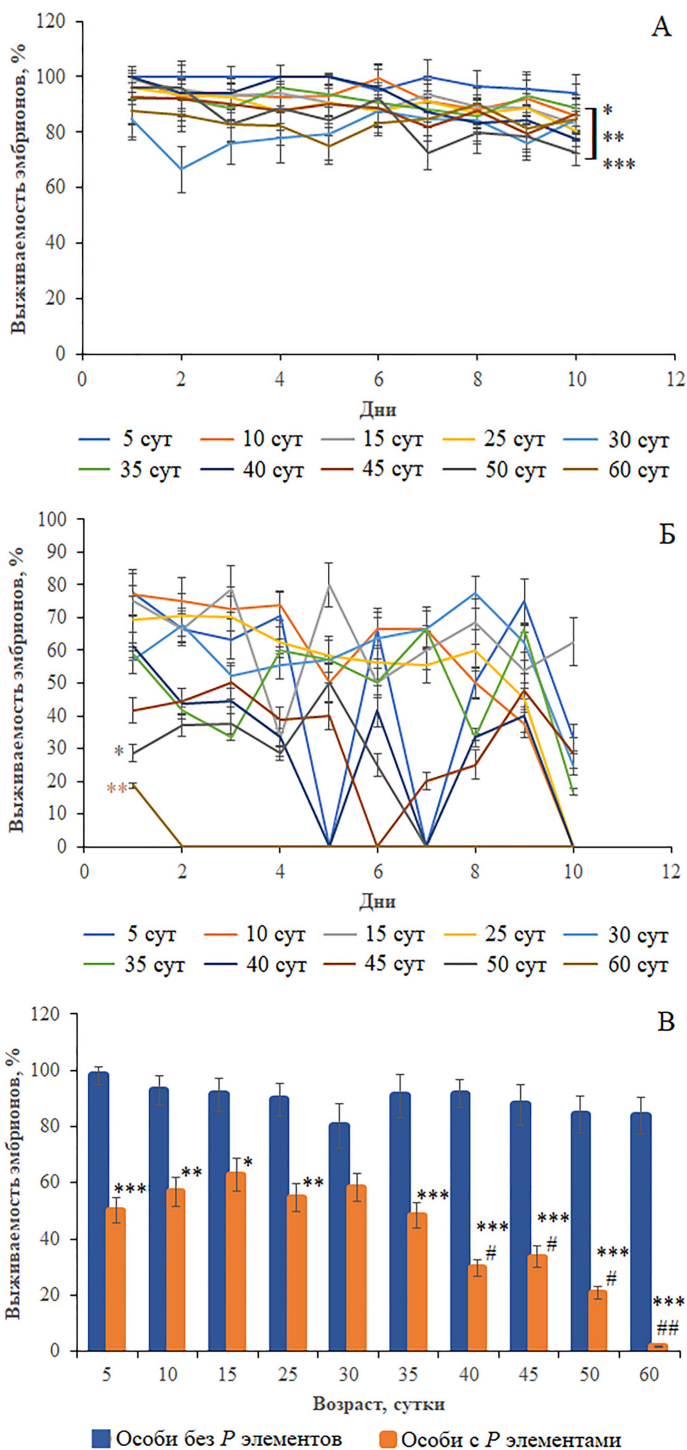 А
Выживаемость эмбрионов, %
120
100
80
60
40
20
0
*
**
***
0 2 4 6 8 10 12
Дни
5 сут 10 сут 15 сут 25 сут 30 сут
35 сут 40 сут 45 сут 50 сут 60 сут
Б
Выживаемость эмбрионов, %
100
90
80
70
60
50
40
30
20
10
0
*
**
0 2 4 6 8 10 12
Дни
5 сут 10 сут 15 сут 25 сут 30 сут
35 сут 40 сут 45 сут 50 сут 60 сут
В
Выживаемость эмбрионов, %
120
100
80
60
40
20
0
*** ** * ** *** *** *** *** ***
# # # ##
5 10 15 25 30 35 40 45 50 60
Возраст, сутки
Особи без P элементов Особи с P элементами